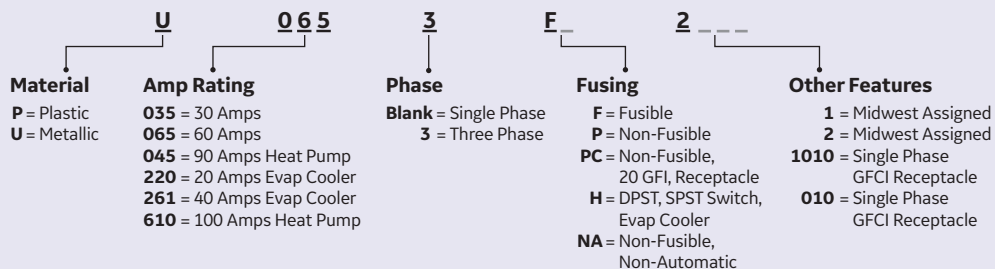 U 065 3 F_ 2 _ _ _
Material
P = Plastic
U = Metallic
Amp Rating
035 = 30 Amps
065 = 60 Amps
045 = 90 Amps Heat Pump
220 = 20 Amps Evap Cooler
261 = 40 Amps Evap Cooler
610 = 100 Amps Heat Pump
Phase
Blank = Single Phase
3 = Three Phase
Fusing
F = Fusible
P = Non-Fusible
PC = Non-Fusible,
20 GFI, Receptacle
H = DPST, SPST Switch,
Evap Cooler
NA = Non-Fusible,
Non-Automatic
Other Features
1 = Midwest Assigned
2 = Midwest Assigned
1010 = Single Phase
GFCI Receptacle
010 = Single Phase
GFCI Receptacle